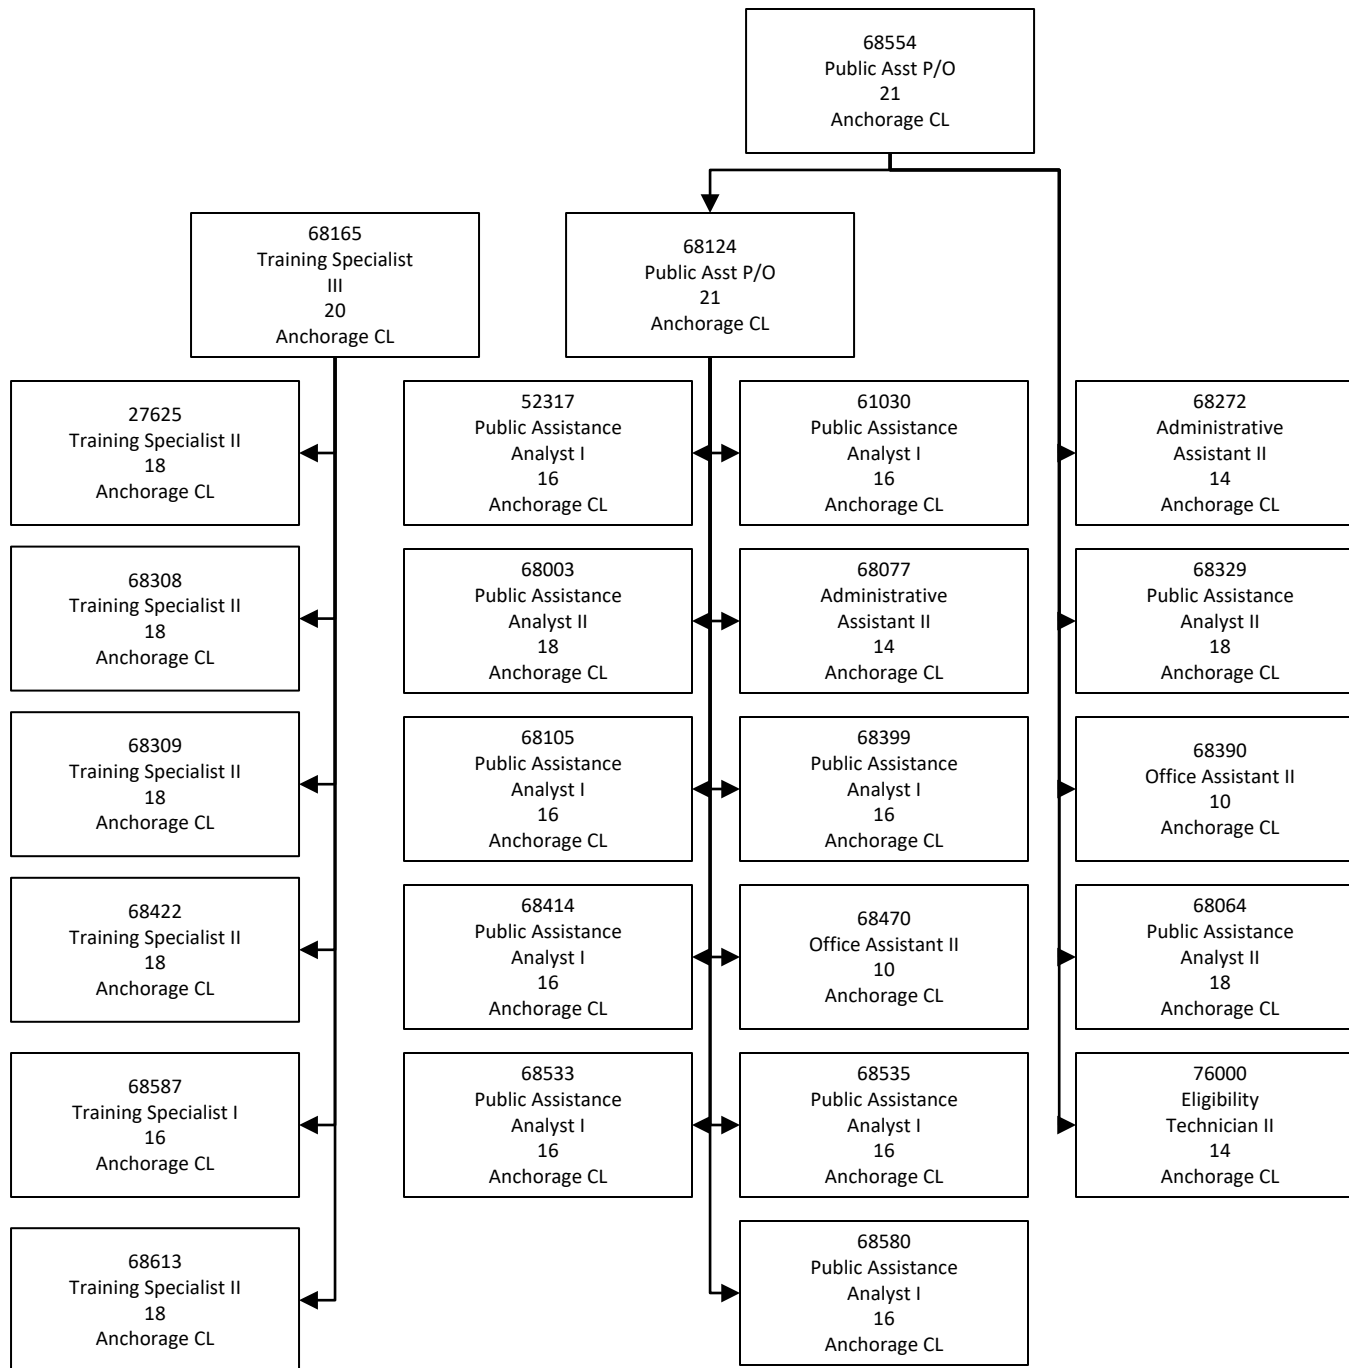 68554
Public Asst P/O
21
Anchorage CL
68165
Training Specialist
III
20
Anchorage CL
68124
Public Asst P/O
21
Anchorage CL
27625
Training Specialist II
18
Anchorage CL
52317
Public Assistance
Analyst I
16
Anchorage CL
61030
Public Assistance
Analyst I
16
Anchorage CL
68272
Administrative
Assistant II
14
Anchorage CL
68308
Training Specialist II
18
Anchorage CL
68003
Public Assistance
Analyst II
18
Anchorage CL
68077
Administrative
Assistant II
14
Anchorage CL
68329
Public Assistance
Analyst II
18
Anchorage CL
68309
Training Specialist II
18
Anchorage CL
68105
Public Assistance
Analyst I
16
Anchorage CL
68399
Public Assistance
Analyst I
16
Anchorage CL
68390
Office Assistant II
10
Anchorage CL
68422
Training Specialist II
18
Anchorage CL
68414
Public Assistance
Analyst I
16
Anchorage CL
68470
Office Assistant II
10
Anchorage CL
68064
Public Assistance
Analyst II
18
Anchorage CL
68587
Training Specialist I
16
Anchorage CL
68533
Public Assistance
Analyst I
16
Anchorage CL
68535
Public Assistance
Analyst I
16
Anchorage CL
76000
Eligibility
Technician II
14
Anchorage CL
68613
Training Specialist II
18
Anchorage CL
68580
Public Assistance
Analyst I
16
Anchorage CL